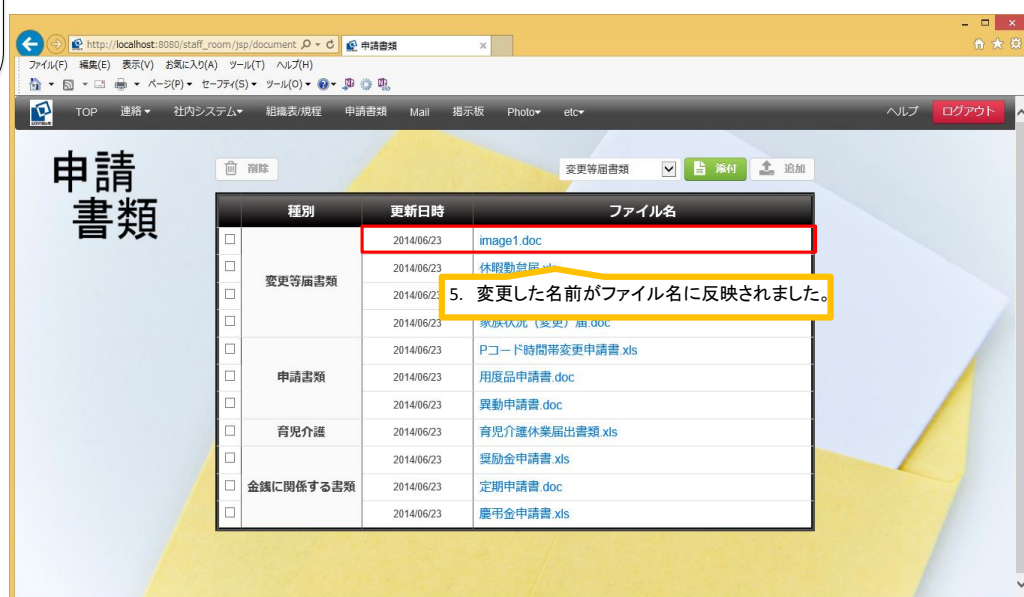 http://localhost:8080/staff_room/jsp/document
申請書類
ファイル(F) 編集(E) 表示(V) お気に入り(A) ツール(T) ヘルプ(H)
ページ(P) セーフティ(S) ツール(O)
TOP 連絡 社内システム 組織表/規程 申請書類 Mail 掲示板 Photo etc ヘルプ ログアウト
申請
書類
削除 変更等届書類 添付 追加
種別 更新日時 ファイル名
2014/06/23 image1.doc
2014/06/23 休暇勤怠届.xls
変更等届書類
2014/06/23
5. 変更した名前がファイル名に反映されました。
2014/06/23 家族状況(変更)届.doc
2014/06/23 Pコード時間帯変更申請書.xls
申請書類 2014/06/23 用度品申請書.doc
2014/06/23 異動申請書.doc
育児介護 2014/06/23 育児介護休業届出書類.xls
2014/06/23 奨励金申請書.xls
金銭に関係する書類 2014/06/23 定期申請書.doc
2014/06/23 慶弔金申請書.xls